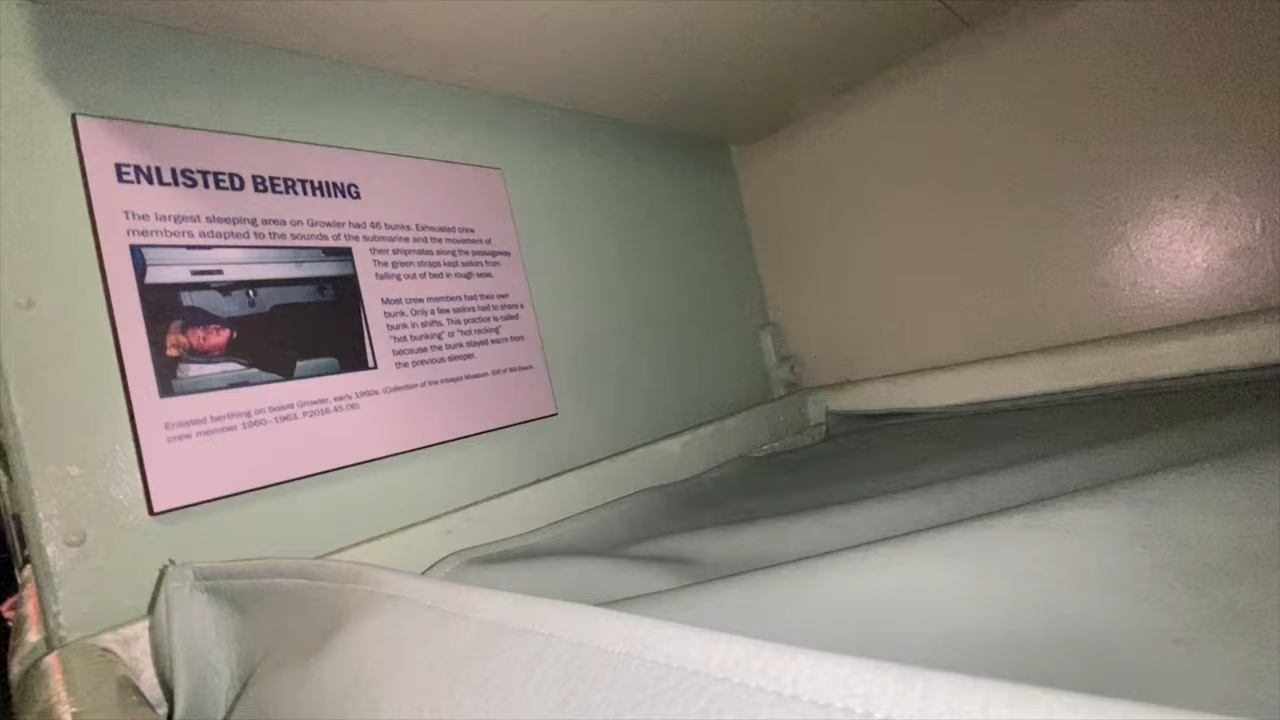 ENLISTED BERTHING
The largest sleeping area on Growler had 46 bunks. Exhausted crew
members adapted to the sounds of the submarine and the movement of
their shipmates along the passageway.
The green straps kept sailors from
falling out of bed in rough seas.
Most crew members had their own
bunk. Only a few sailors had to share a
bunk in shifts. This practice is called
"hot bunking" or "hot racking"
because the bunk stayed warm from
the previous sleeper.
Enlisted berthing on board Growler, early 1960s. (Collection of the Intrepid Museum. Gift of
crew member 1960–1963. P2016.45.06)